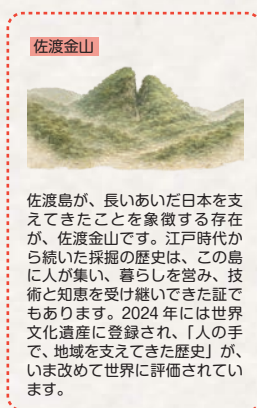 佐渡金山
佐渡島が、長いあいだ日本を支
えてきたことを象徴する存在
が、佐渡金山です。江戸時代か
ら続いた採掘の歴史は、この島
に人が集い、暮らしを営み、技
術と知恵を受け継いできた証で
もあります。2024 年には世界
文化遺産に登録され、「人の手
で、地域を支えてきた歴史」が、
いま改めて世界に評価されてい
ます。